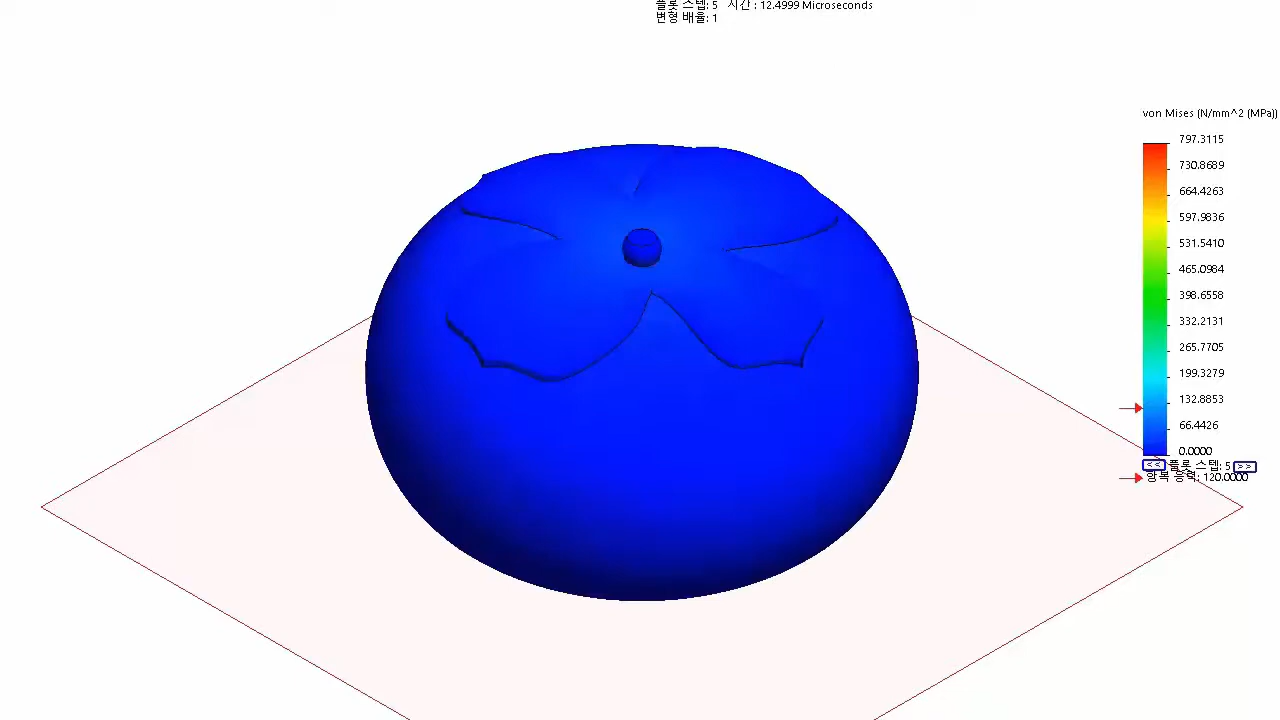 플롯 스텝: 5 시간 : 12.4999 Microseconds
변형 배율: 1
von Mises (N/mm^2 (MPa))
797.3115
730.8689
664.4263
597.9836
531.5410
465.0984
398.6558
332.2131
265.7705
199.3279
132.8853
66.4426
0.0000
<< 플롯 스텝: 5 >>
항복 응력: 120.0000